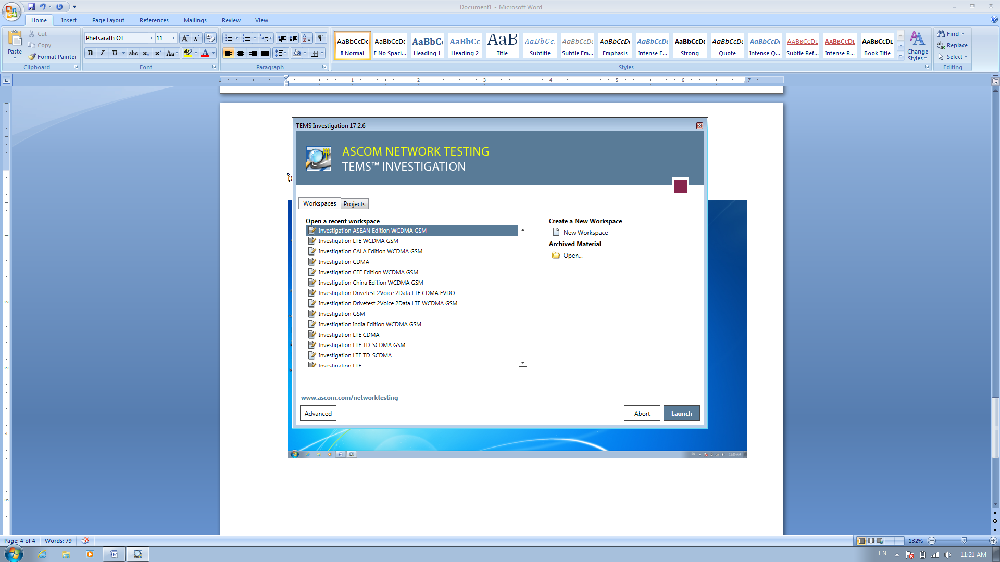 Document1 - Microsoft Word
Home Insert Page Layout References Mailings Review View
Paste
Cut
Copy
Format Painter
Clipboard
Phetsarath OT 11
Font
Paragraph
AaBbCcDc AaBbCcDc AaBbC AaBbCc AaB AaBbCc. AaBbCcDc AaBbCcDc AaBbCcDc AaBbCcDc AaBbCcDc AaBbCcDc AABBCCDD AABBCCDD AABBCCDD
¶ Normal ¶ No Spaci... Heading 1 Heading 2 Title Subtitle Subtle Em... Emphasis Intense E... Strong Quote Intense Q... Subtle Ref... Intense R... Book Title
Change Styles
Styles
Find
Replace
Select
Editing
TEMS Investigation 17.2.6
ASCOM NETWORK TESTING
TEMS™ INVESTIGATION
Workspaces Projects
Open a recent workspace
Investigation ASEAN Edition WCDMA GSM
Investigation LTE WCDMA GSM
Investigation CALA Edition WCDMA GSM
Investigation CDMA
Investigation CEE Edition WCDMA GSM
Investigation China Edition WCDMA GSM
Investigation Drivetest 2Voice 2Data LTE CDMA EVDO
Investigation Drivetest 2Voice 2Data LTE WCDMA GSM
Investigation GSM
Investigation India Edition WCDMA GSM
Investigation LTE CDMA
Investigation LTE TD-SCDMA GSM
Investigation LTE TD-SCDMA
Investigation LTE
Create a New Workspace
New Workspace
Archived Material
Open...
www.ascom.com/networktesting
Advanced Abort Launch
EN 11:20 AM
Page: 4 of 4 Words: 79 132%
EN 11:21 AM